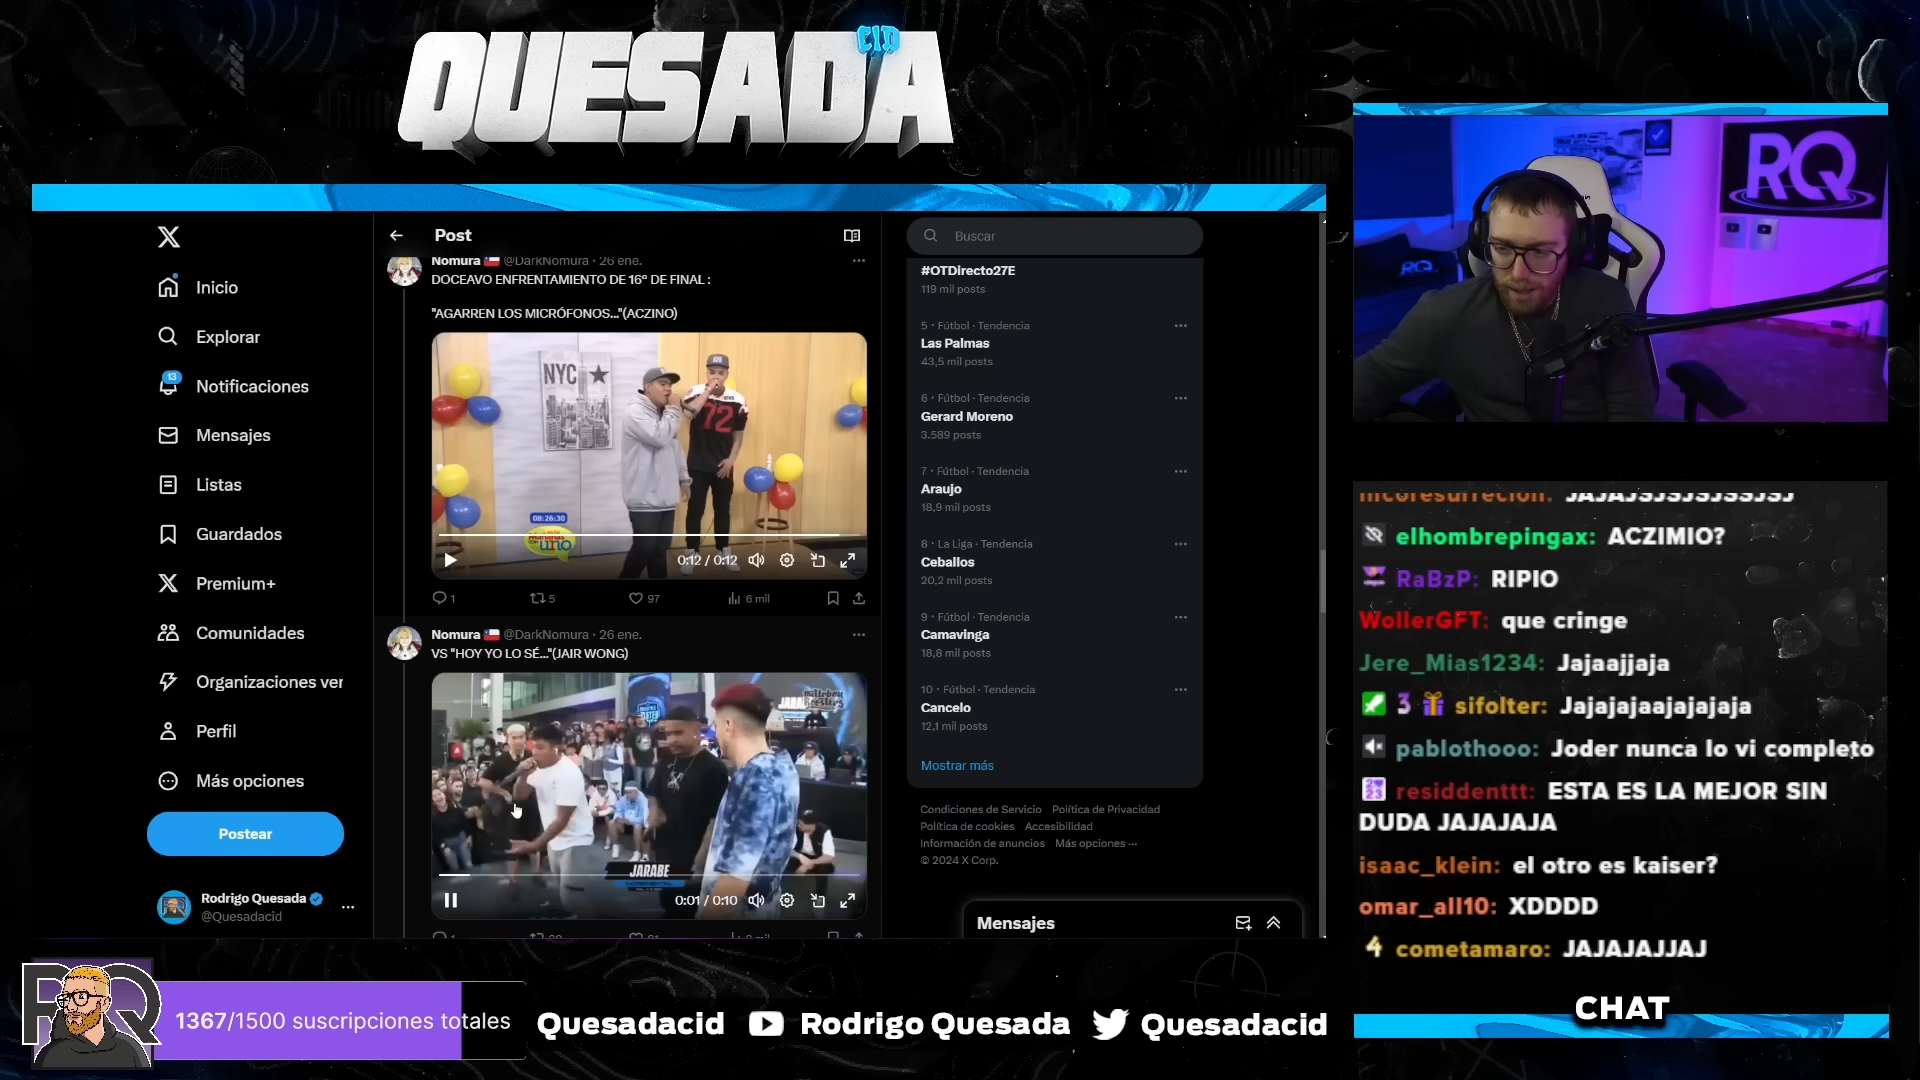 QUESADA
CID
Post
Buscar
Inicio
Explorar
13
Notificaciones
Mensajes
Listas
Guardados
Premium+
Comunidades
Organizaciones ver
Perfil
Más opciones
Postear
Rodrigo Quesada
@Quesadacid
Nomura @DarkNomura · 26 ene.
DOCEAVO ENFRENTAMIENTO DE 16º DE FINAL :
"AGARREN LOS MICRÓFONOS..."(ACZINO)
NYC
72
08:26:30
uno
0:12 / 0:12
1
5
97
6 mil
Nomura @DarkNomura · 26 ene.
VS "HOY YO LO SÉ..."(JAIR WONG)
JARABE
0:01 / 0:10
#OTDirecto27E
119 mil posts
5 · Fútbol · Tendencia
Las Palmas
43,5 mil posts
6 · Fútbol · Tendencia
Gerard Moreno
3.589 posts
7 · Fútbol · Tendencia
Araujo
18,9 mil posts
8 · La Liga · Tendencia
Ceballos
20,2 mil posts
9 · Fútbol · Tendencia
Camavinga
18,8 mil posts
10 · Fútbol · Tendencia
Cancelo
12,1 mil posts
Mostrar más
Condiciones de Servicio Política de Privacidad
Política de cookies Accesibilidad
Información de anuncios Más opciones ···
© 2024 X Corp.
Mensajes
RQ
RQ
elhombrepingax: ACZIMIO?
RaBzP: RIPIO
WollerGFT: que cringe
Jere_Mias1234: Jajaajjaja
3 sifolter: Jajajajaajajajaja
pablothooo: Joder nunca lo vi completo
residdenttt: ESTA ES LA MEJOR SIN
DUDA JAJAJAJA
isaac_klein: el otro es kaiser?
omar_all10: XDDDD
4 cometamaro: JAJAJAJJAJ
CHAT
RQ
1367/1500 suscripciones totales
Quesadacid
Rodrigo Quesada
Quesadacid